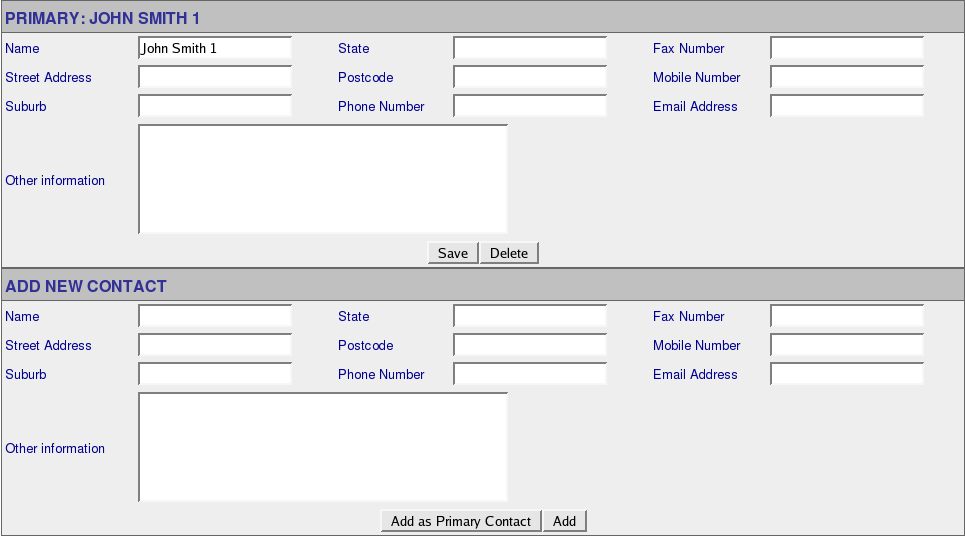 PRIMARY: JOHN SMITH 1
Name John Smith 1 State Fax Number
Street Address Postcode Mobile Number
Suburb Phone Number Email Address
Other information
Save Delete
ADD NEW CONTACT
Name State Fax Number
Street Address Postcode Mobile Number
Suburb Phone Number Email Address
Other information
Add as Primary Contact Add